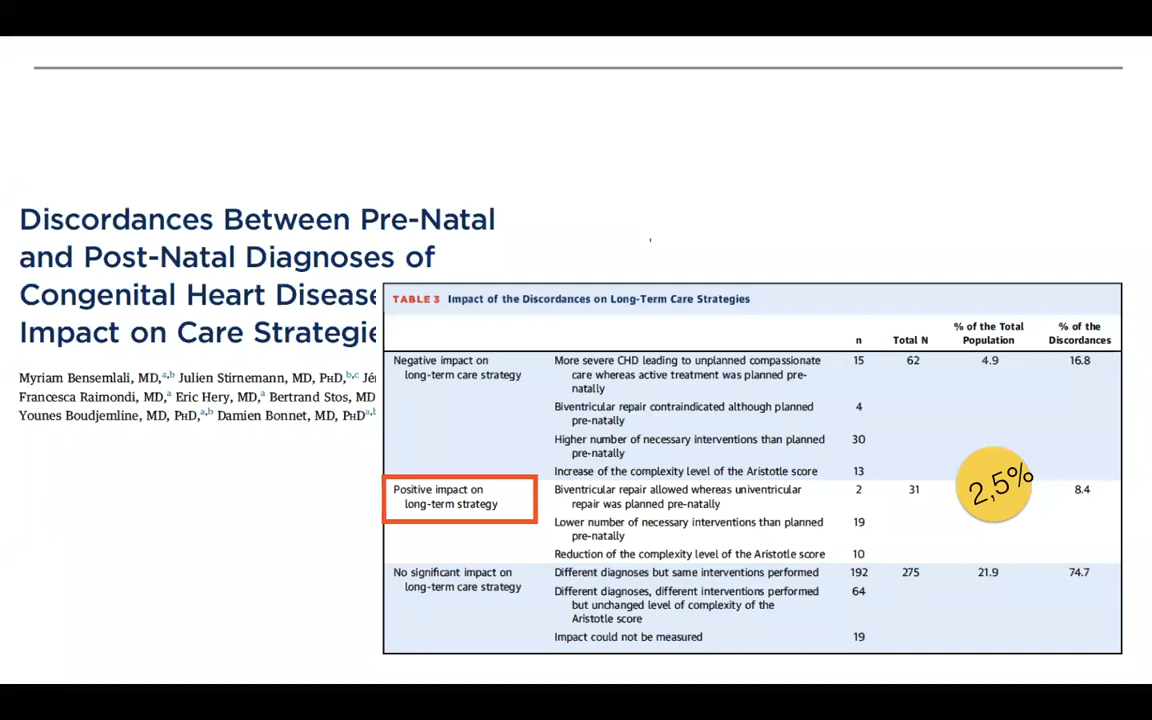 Discordances Between Pre-Natal
and Post-Natal Diagnoses of
Congenital Heart Disease
Impact on Care Strategie
Myriam Bensemlali, MD,a,b Julien Stirnemann, MD, PhD,b,c Jér
Francesca Raimondi, MD,a Eric Hery, MD,a Bertrand Stos, MD
Younes Boudjemline, MD, PhD,a,b Damien Bonnet, MD, PhDa,b
TABLE 3 Impact of the Discordances on Long-Term Care Strategies
n Total N % of the Total Population % of the Discordances
Negative impact on long-term care strategy
More severe CHD leading to unplanned compassionate 15 62 4.9 16.8
care whereas active treatment was planned pre-
natally
Biventricular repair contraindicated although planned 4
pre-natally
Higher number of necessary interventions than planned 30
pre-natally
Increase of the complexity level of the Aristotle score 13
Positive impact on long-term strategy
Biventricular repair allowed whereas univentricular 2 31 2,5% 8.4
repair was planned pre-natally
Lower number of necessary interventions than planned 19
pre-natally
Reduction of the complexity level of the Aristotle score 10
No significant impact on long-term care strategy
Different diagnoses but same interventions performed 192 275 21.9 74.7
Different diagnoses, different interventions performed 64
but unchanged level of complexity of the
Aristotle score
Impact could not be measured 19